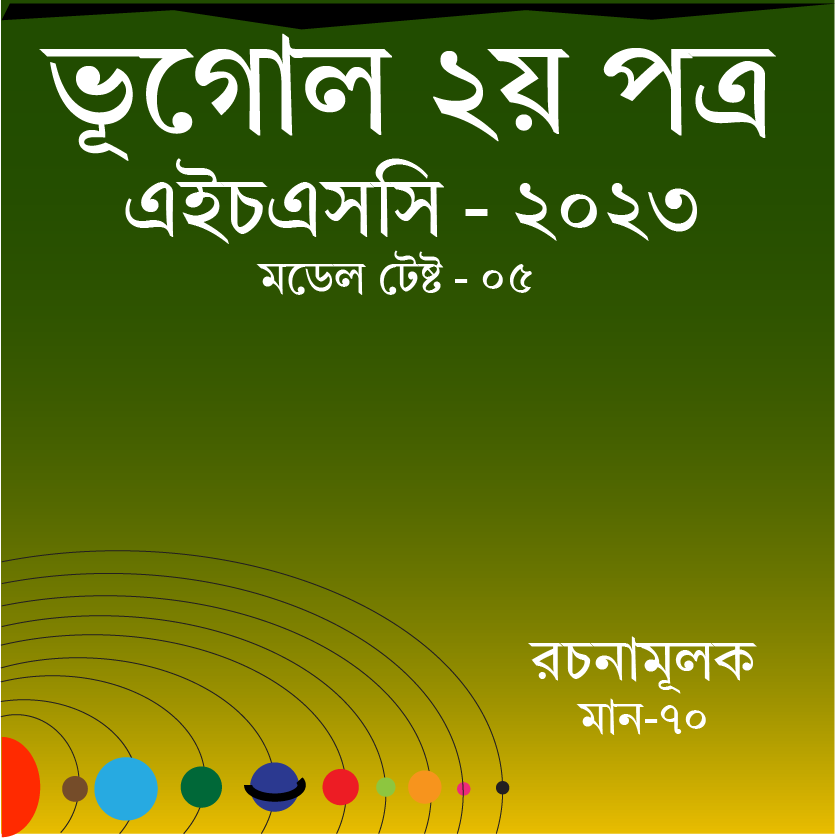 ভূগোল ২য় পত্র
এইচএসসি - ২০২৩
মডেল টেষ্ট - ০৫
রচনামূলক
মান-৭০